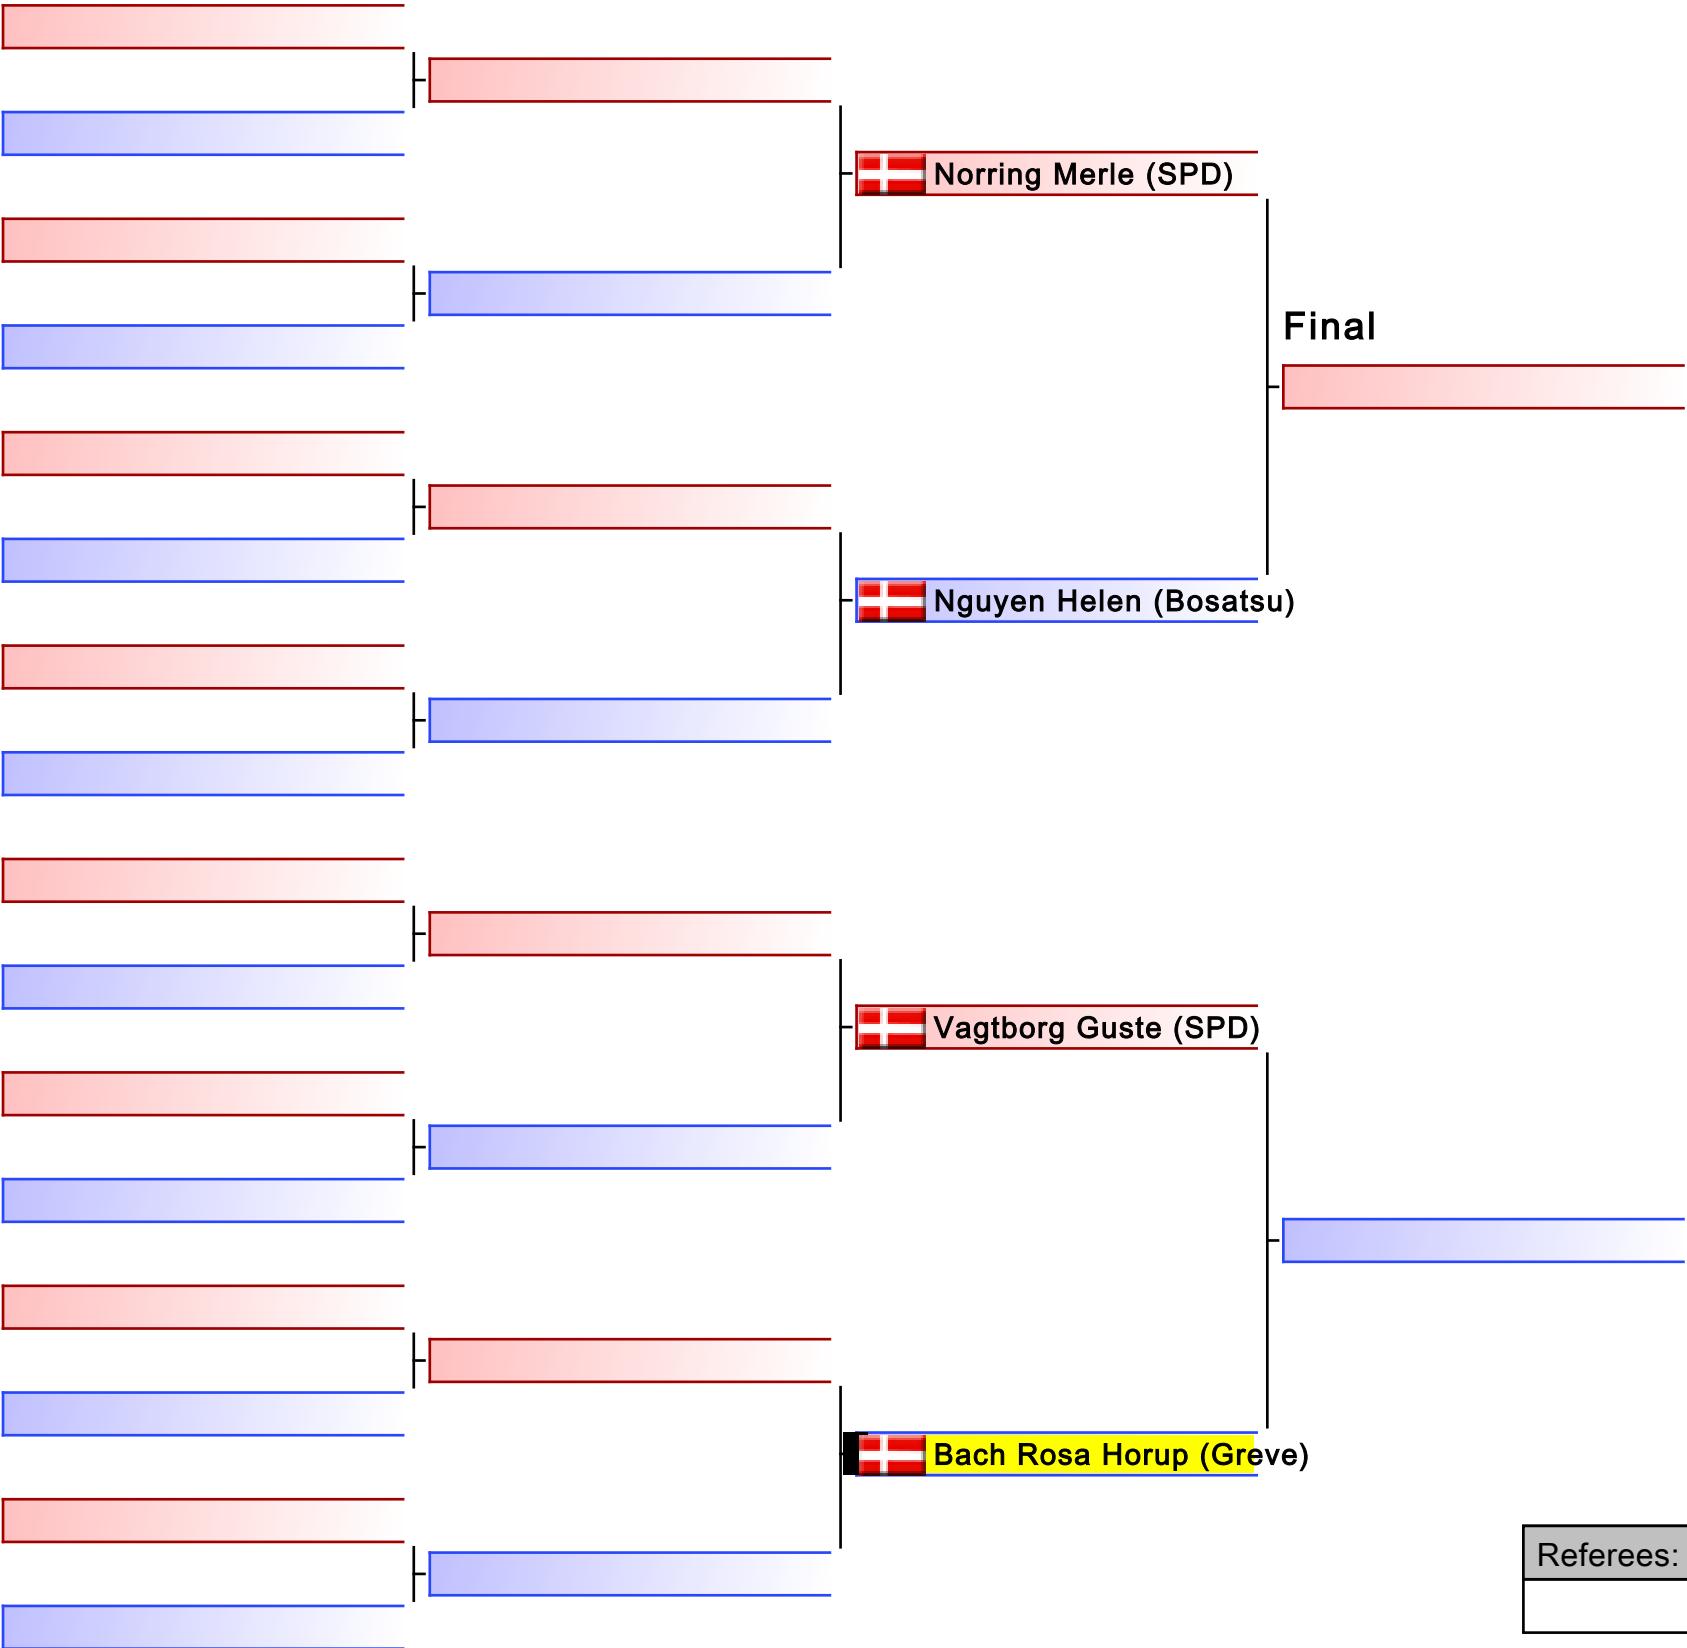 Norring Merle (SPD)
Final
Nguyen Helen (Bosatsu)
Vagtborg Guste (SPD)
Bach Rosa Horup (Greve)
Referees: